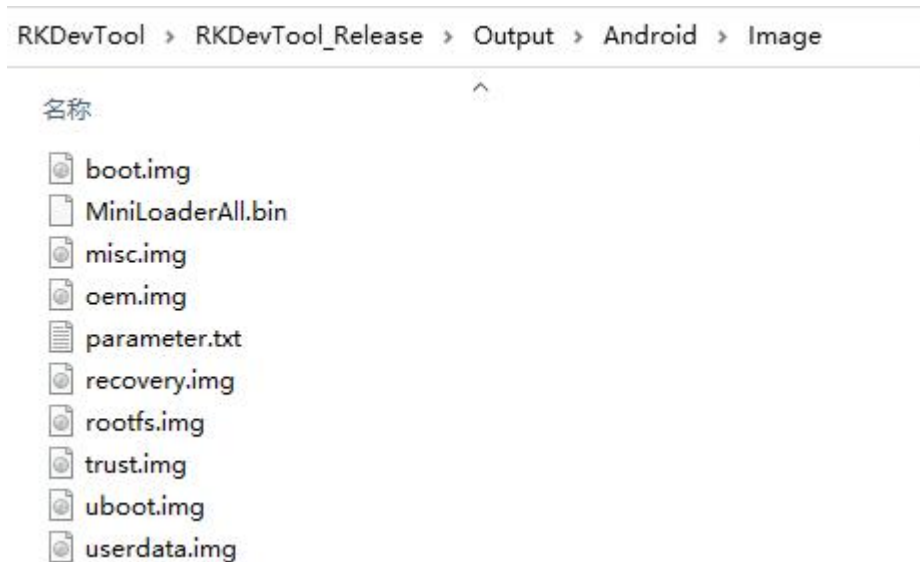 RKDevTool > RKDevTool_Release > Output > Android > Image
名称
boot.img
MiniLoaderAll.bin
misc.img
oem.img
parameter.txt
recovery.img
rootfs.img
trust.img
uboot.img
userdata.img